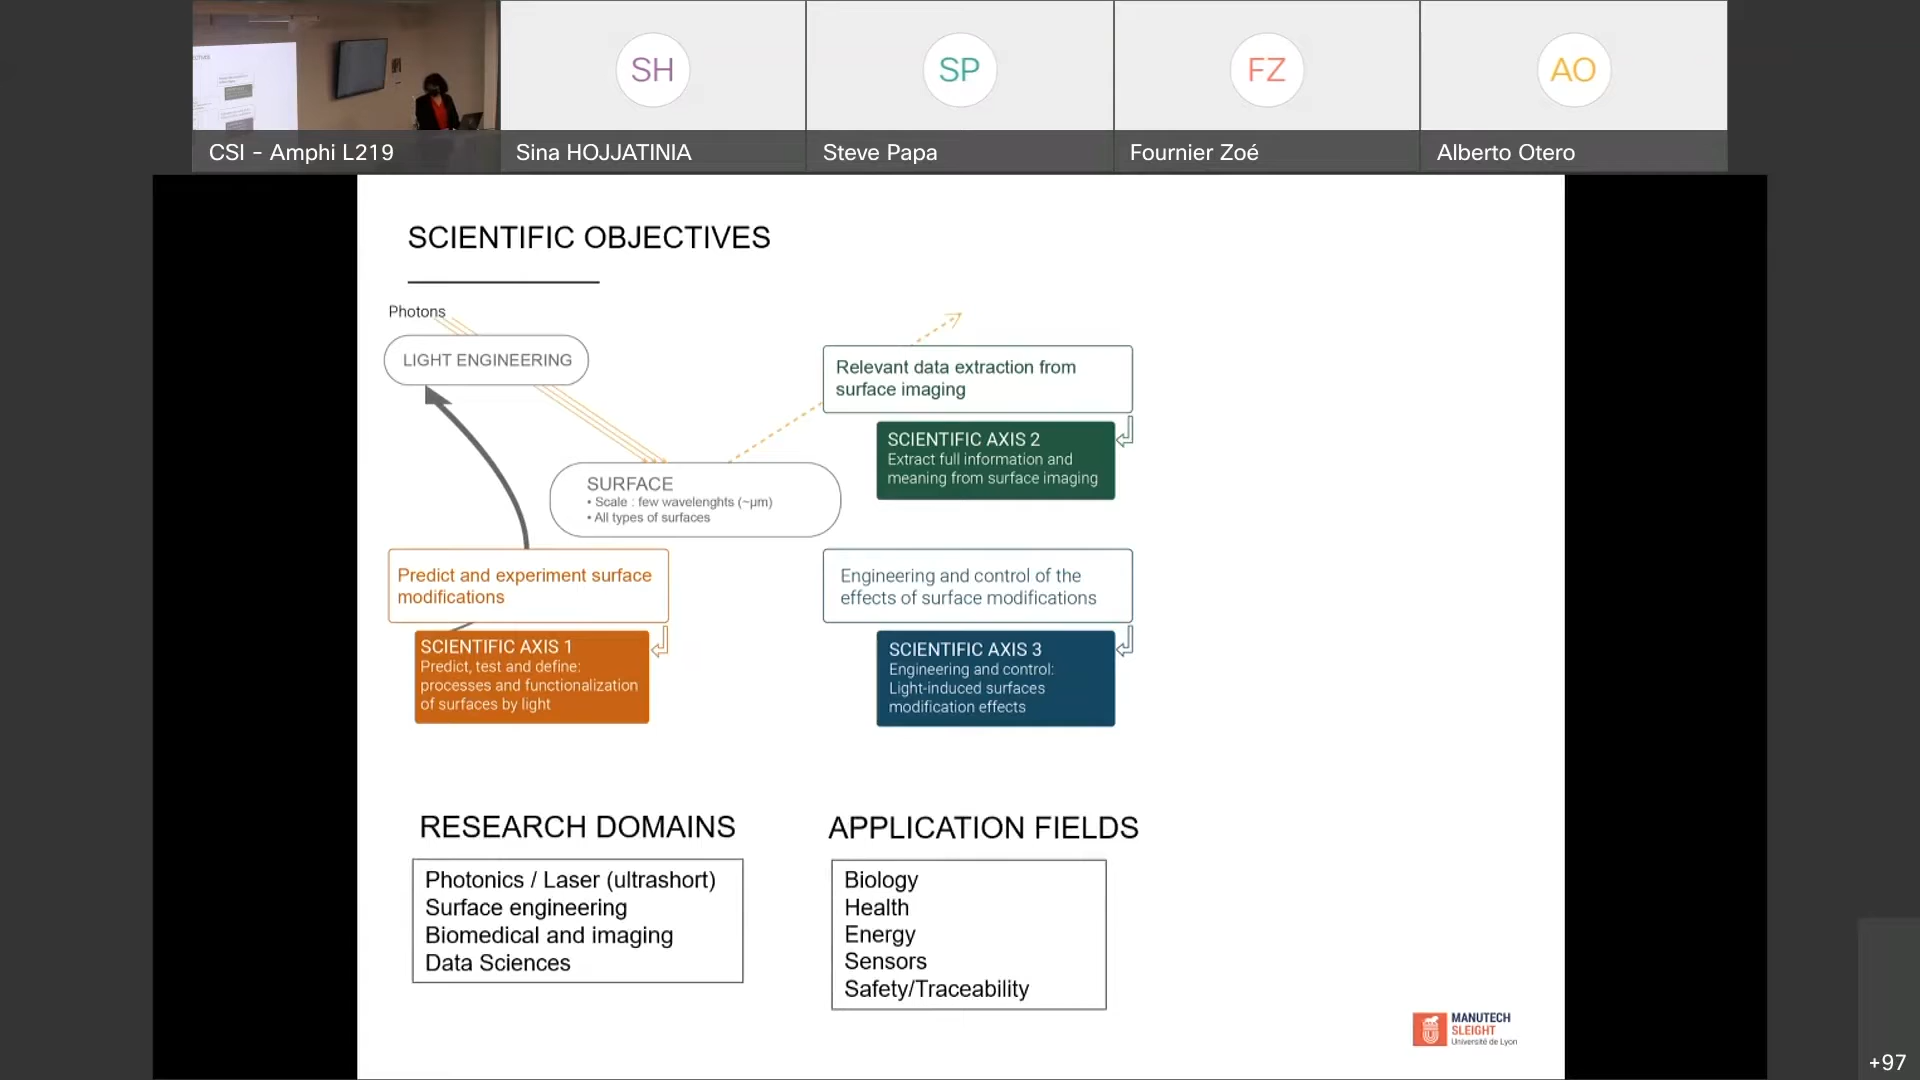 SH
SP
FZ
AO
CSI - Amphi L219
Sina HOJJATINIA
Steve Papa
Fournier Zoé
Alberto Otero
SCIENTIFIC OBJECTIVES
Photons
LIGHT ENGINEERING
Relevant data extraction from
surface imaging
SCIENTIFIC AXIS 2
Extract full information and
meaning from surface imaging
SURFACE
• Scale : few wavelenghts (~µm)
• All types of surfaces
Predict and experiment surface
modifications
SCIENTIFIC AXIS 1
Predict, test and define:
processes and functionalization
of surfaces by light
Engineering and control of the
effects of surface modifications
SCIENTIFIC AXIS 3
Engineering and control:
Light-induced surfaces
modification effects
RESEARCH DOMAINS
Photonics / Laser (ultrashort)
Surface engineering
Biomedical and imaging
Data Sciences
APPLICATION FIELDS
Biology
Health
Energy
Sensors
Safety/Traceability
MANUTECH
SLEIGHT
Université de Lyon
+97